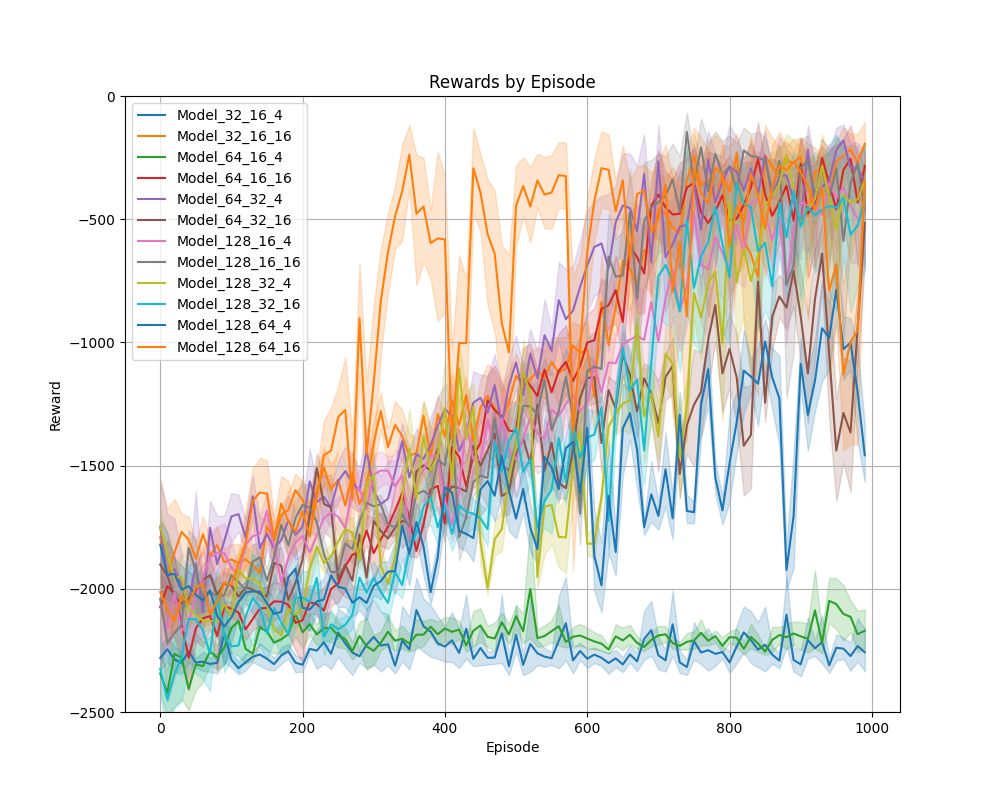 Rewards by Episode
Model_32_16_4
Model_32_16_16
Model_64_16_4
Model_64_16_16
Model_64_32_4
Model_64_32_16
Model_128_16_4
Model_128_16_16
Model_128_32_4
Model_128_32_16
Model_128_64_4
Model_128_64_16
0
−500
−1000
−1500
−2000
−2500
Reward
0 200 400 600 800 1000
Episode